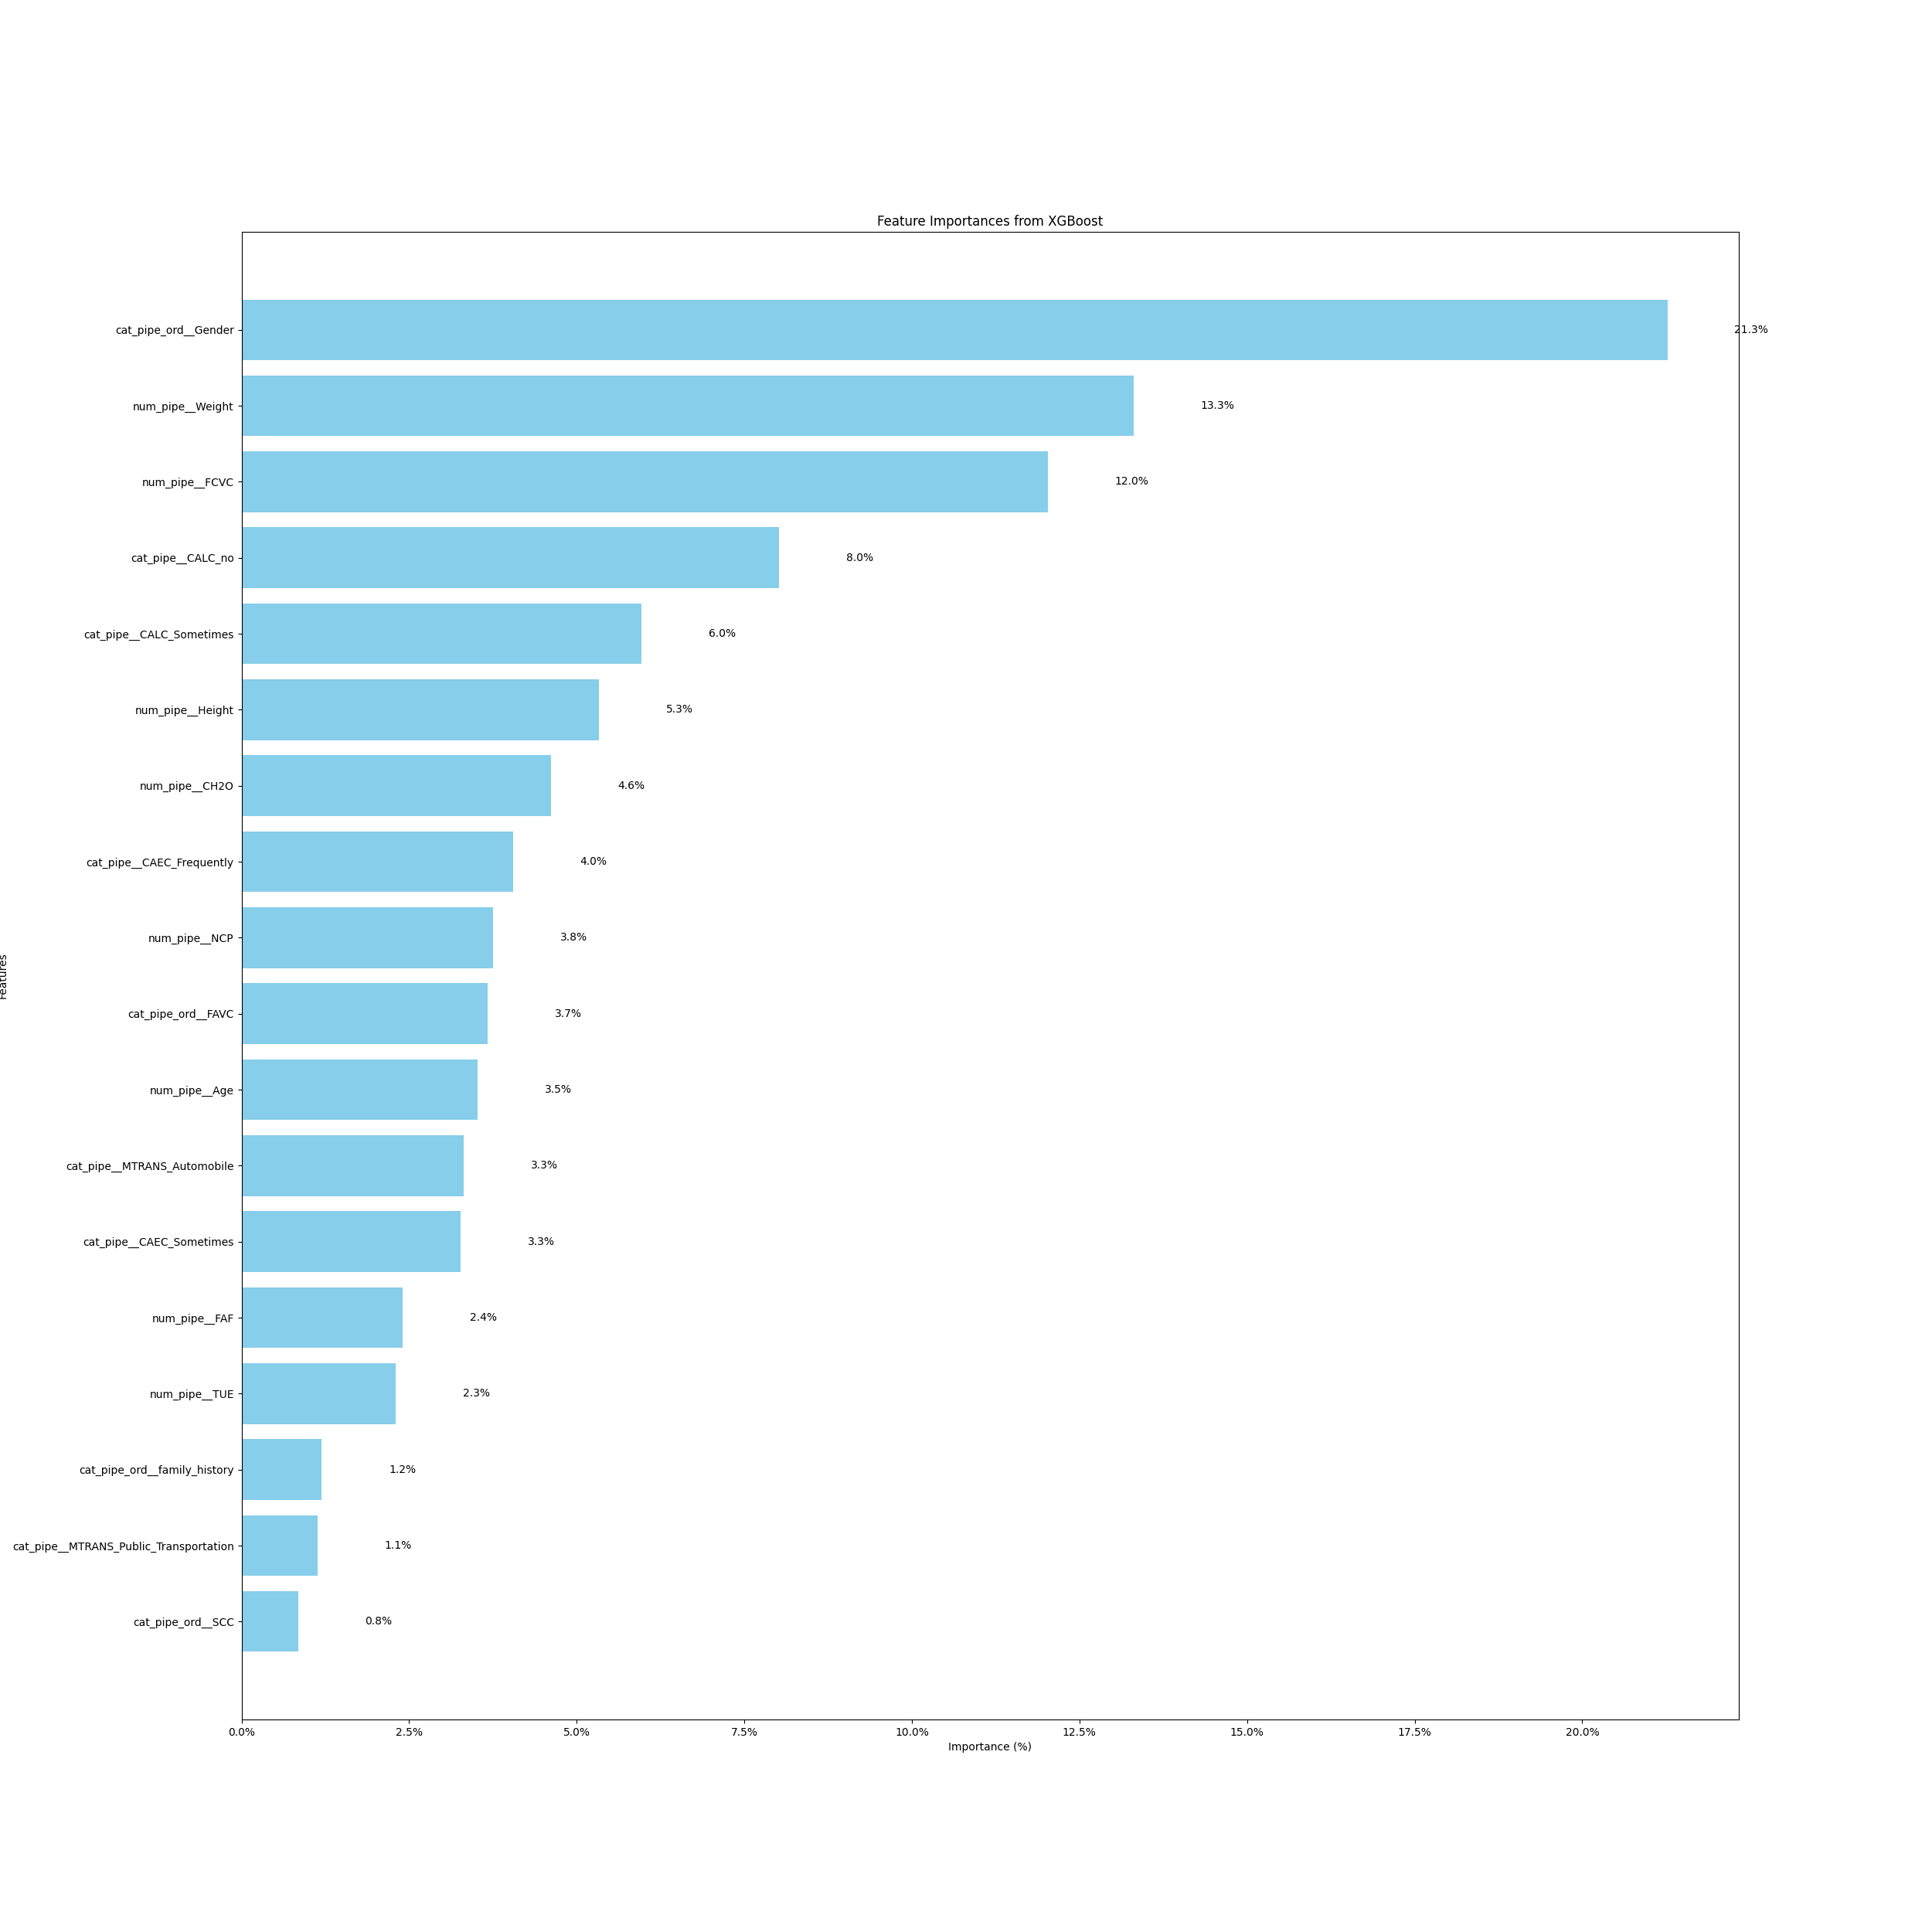 Feature Importances from XGBoost
cat_pipe_ord__Gender 21.3%
num_pipe__Weight 13.3%
num_pipe__FCVC 12.0%
cat_pipe__CALC_no 8.0%
cat_pipe__CALC_Sometimes 6.0%
num_pipe__Height 5.3%
num_pipe__CH2O 4.6%
cat_pipe__CAEC_Frequently 4.0%
num_pipe__NCP 3.8%
Features
cat_pipe_ord__FAVC 3.7%
num_pipe__Age 3.5%
cat_pipe__MTRANS_Automobile 3.3%
cat_pipe__CAEC_Sometimes 3.3%
num_pipe__FAF 2.4%
num_pipe__TUE 2.3%
cat_pipe_ord__family_history 1.2%
cat_pipe__MTRANS_Public_Transportation 1.1%
cat_pipe_ord__SCC 0.8%
0.0% 2.5% 5.0% 7.5% 10.0% 12.5% 15.0% 17.5% 20.0%
Importance (%)